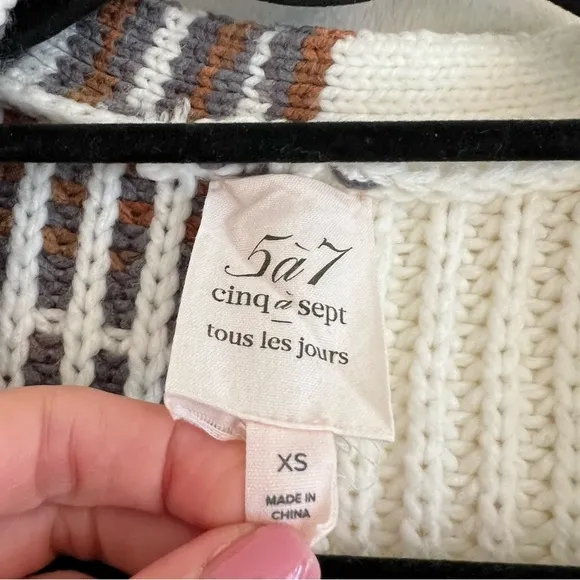 5à7
cinq à sept
tous les jours
XS
MADE IN
CHINA